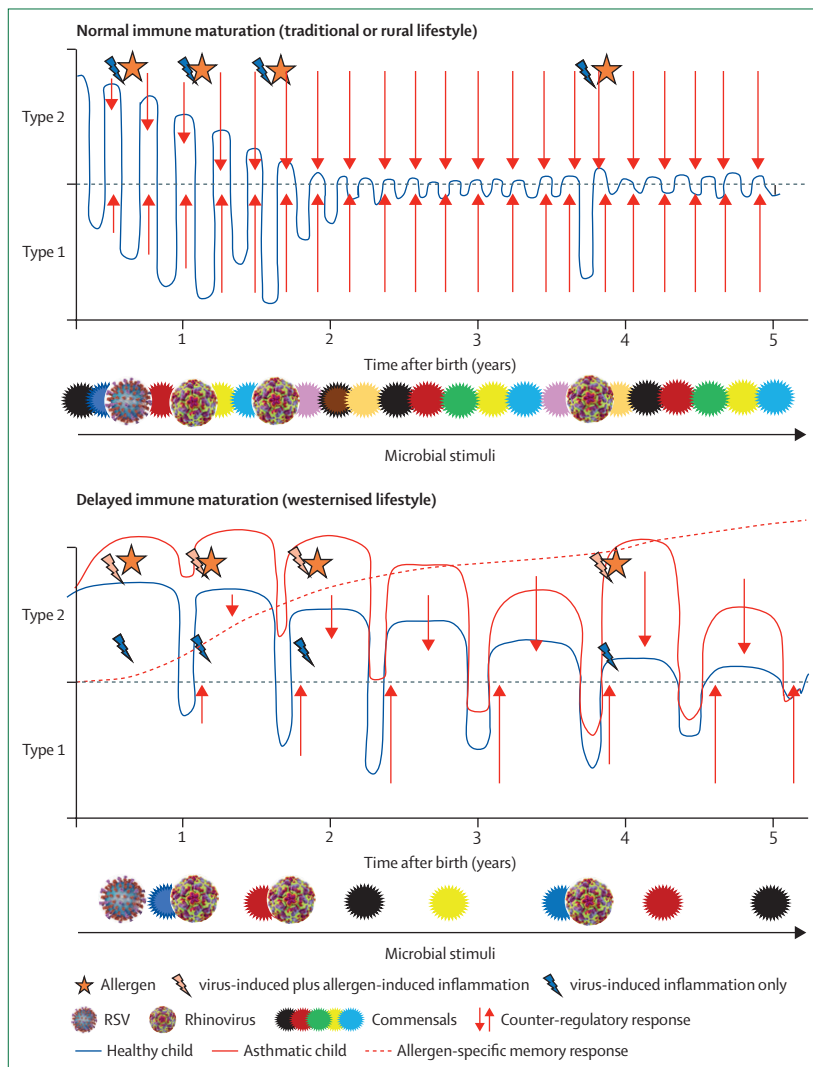 Normal immune maturation (traditional or rural lifestyle)
Type 2
Type 1
1 2 3 4 5
Time after birth (years)
Microbial stimuli
Delayed immune maturation (westernised lifestyle)
Type 2
Type 1
1 2 3 4 5
Time after birth (years)
Microbial stimuli
Allergen virus-induced plus allergen-induced inflammation virus-induced inflammation only
RSV Rhinovirus Commensals Counter-regulatory response
Healthy child Asthmatic child Allergen-specific memory response